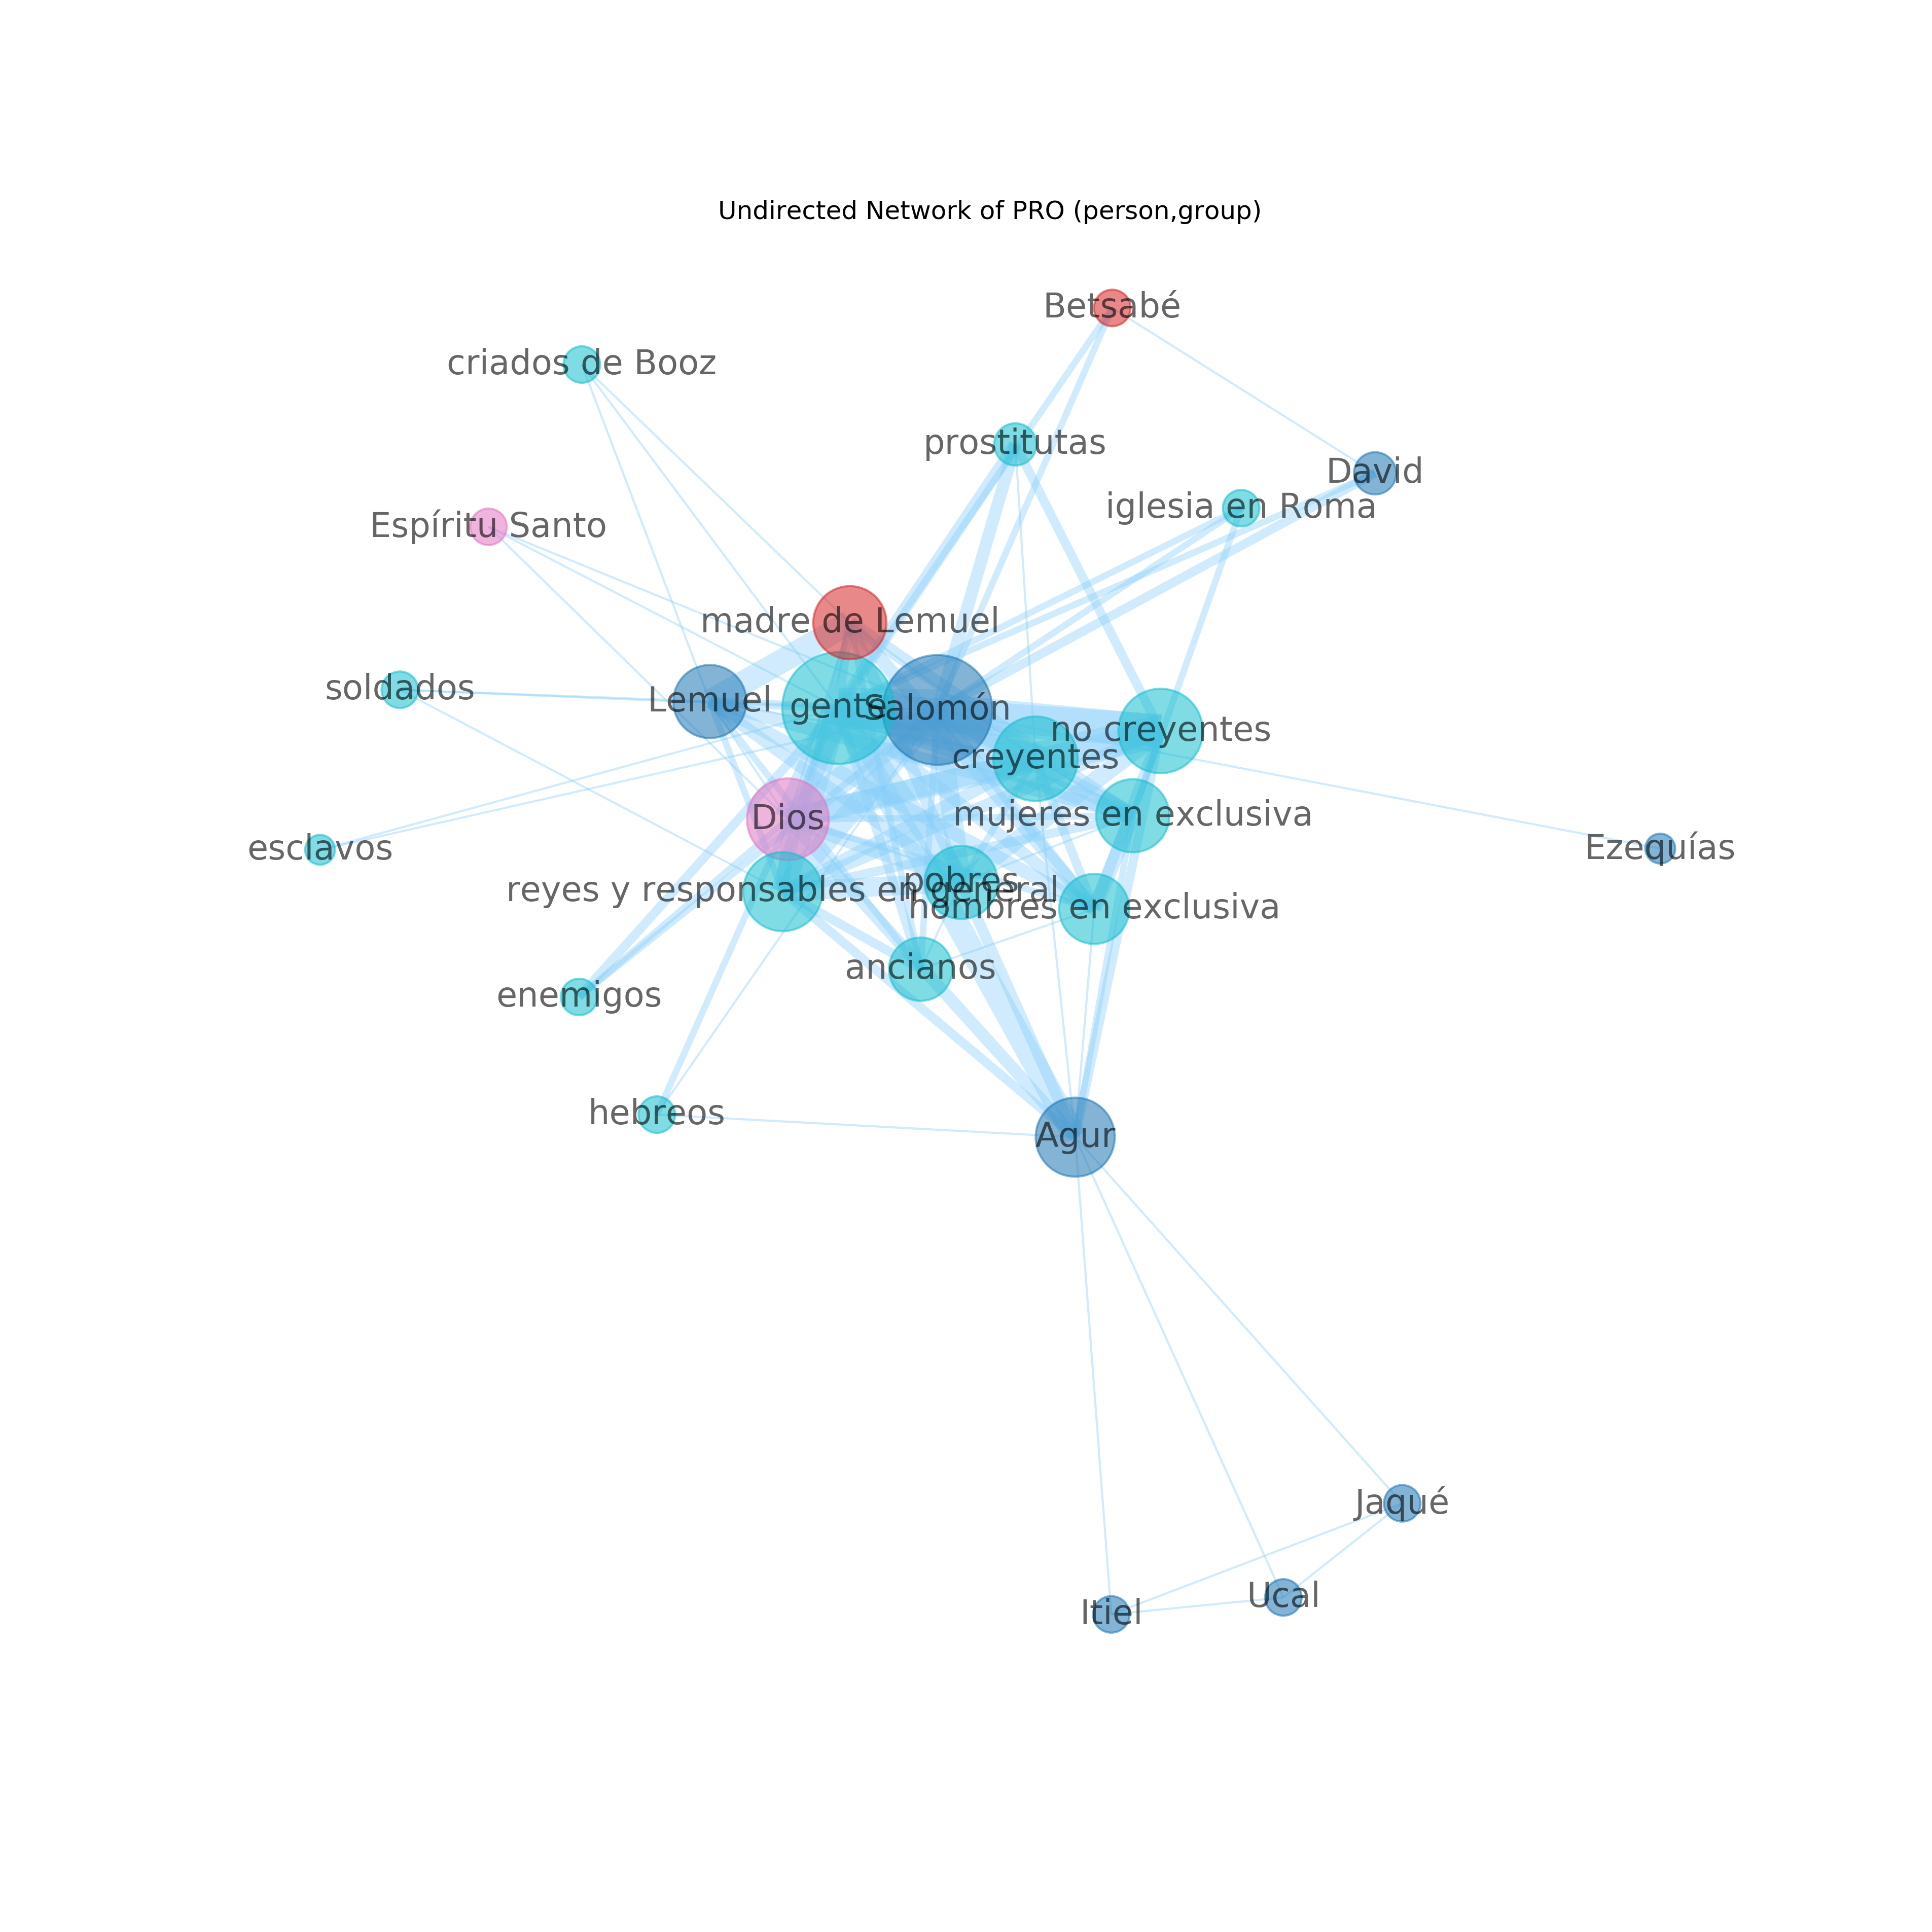 Undirected Network of PRO (person,group)
Betsabé
criados de Booz
prostitutas
David
iglesia en Roma
Espíritu Santo
madre de Lemuel
soldados
Lemuel
gente
Salomón
no creyentes
creyentes
mujeres en exclusiva
Dios
esclavos
Ezequías
pobres
reyes y responsables en general
hombres en exclusiva
ancianos
enemigos
hebreos
Agur
Jaqué
Ucal
Itiel